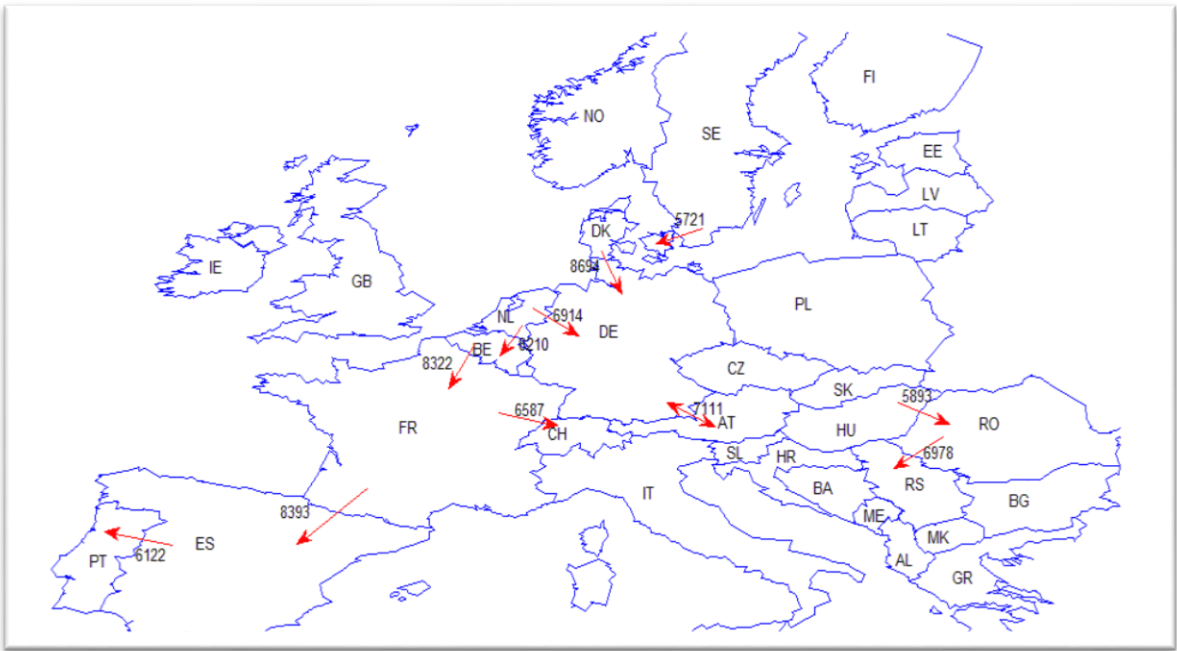 FI
NO
SE
EE
LV
5721
LT
DK
8694
IE
GB
PL
NL
6914
DE
BE
6210
8322
CZ
SK
5893
6587
7111
AT
RO
FR
CH
HU
SL
HR
6978
RS
BA
IT
BG
8393
ME
MK
ES
6122
PT
AL
GR